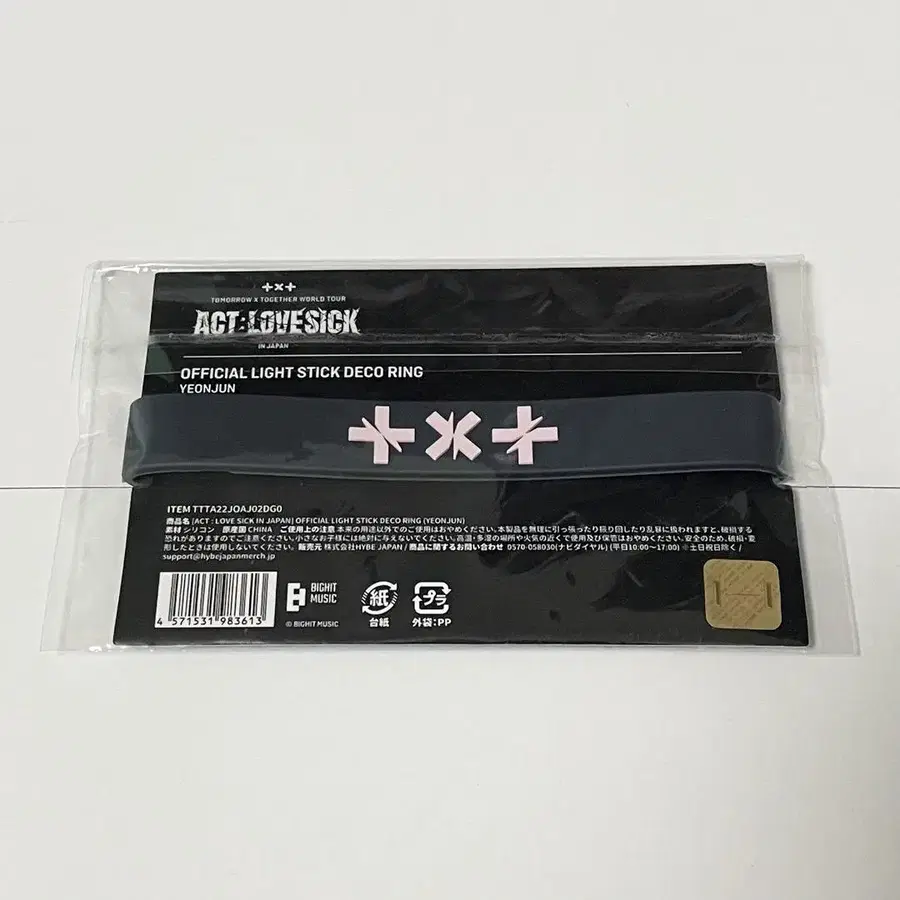 +×+
TOMORROW X TOGETHER WORLD TOUR
ACT:LOVE SICK
IN JAPAN
OFFICIAL LIGHT STICK DECO RING
YEONJUN
+×+
ITEM TTTA22JOAJ02DG0
商品名 [ACT : LOVE SICK IN JAPAN] OFFICIAL LIGHT STICK DECO RING (YEONJUN)
素材 シリコン 原産国 CHINA ご使用上の注意 本来の用途以外でのご使用はおやめください。本製品を無理に引っ張ったり振り回したり乱暴に扱われますと、破損する
恐れがありますのでご注意ください。小さなお子様には絶対に与えないでください。高温・多湿の場所や火気の近くで使用及び保管はおやめください。安全のため、破損・変
形したときは使用しないでください。販売元 株式会社HYBE JAPAN / 商品に関するお問い合わせ 0570-058030(ナビダイヤル) (平日10:00~17:00) ※土日祝日除く /
support@hybejapanmerch.jp
4 571531 983613
BIGHIT
MUSIC
© BIGHIT MUSIC
紙
台紙
プラ
外袋:PP